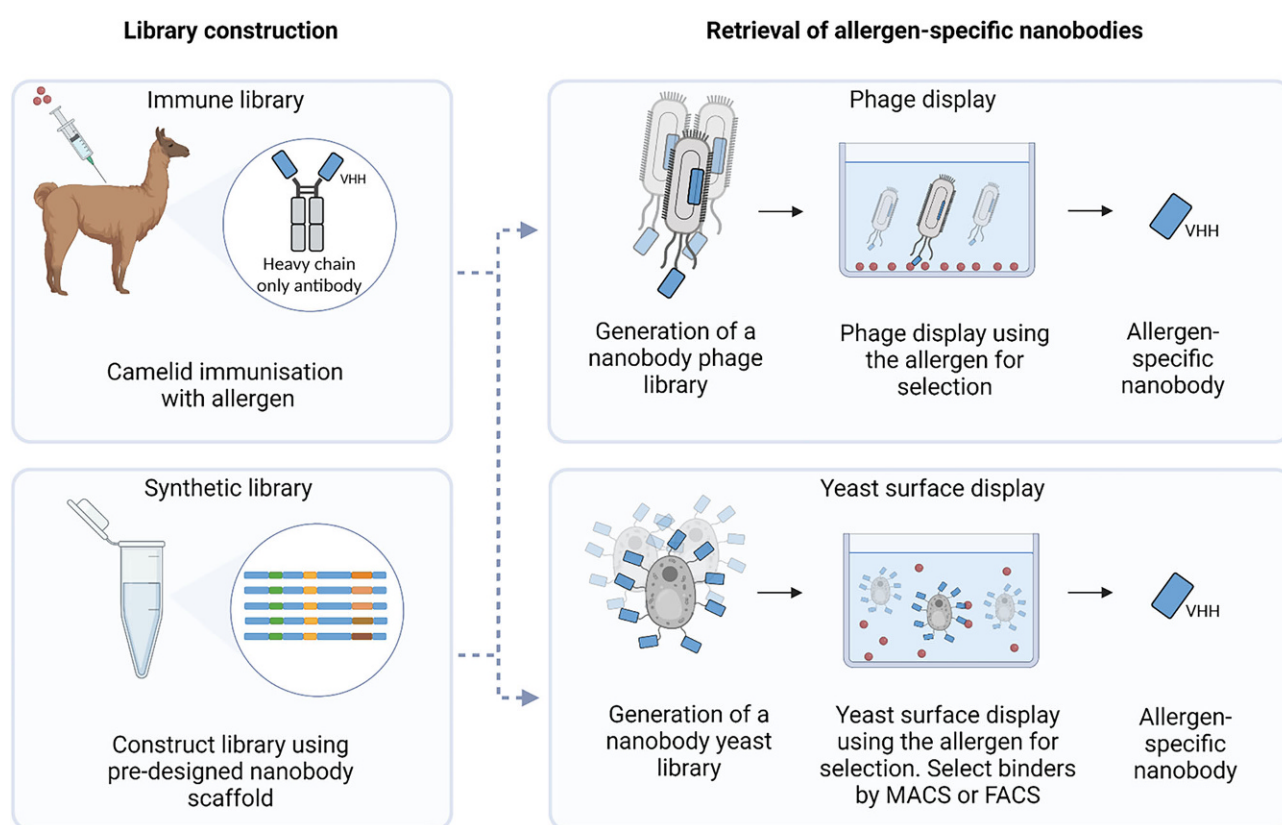 Library construction
Retrieval of allergen-specific nanobodies
Immune library
VHH
Heavy chain
only antibody
Camelid immunisation
with allergen
Synthetic library
Construct library using
pre-designed nanobody
scaffold
Phage display
VHH
Generation of a
nanobody phage
library
Phage display using
the allergen for
selection
Allergen-
specific
nanobody
Yeast surface display
VHH
Generation of a
nanobody yeast
library
Yeast surface display
using the allergen for
selection. Select binders
by MACS or FACS
Allergen-
specific
nanobody